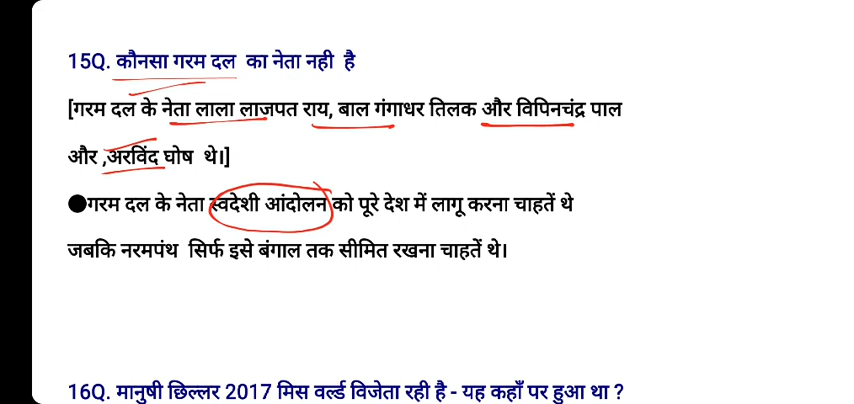 15Q. कौनसा गरम दल का नेता नही है
[गरम दल के नेता लाला लाजपत राय, बाल गंगाधर तिलक और विपिनचंद्र पाल
और ,अरविंद घोष थे।]
●गरम दल के नेता स्वदेशी आंदोलन को पूरे देश में लागू करना चाहतें थे
जबकि नरमपंथ सिर्फ इसे बंगाल तक सीमित रखना चाहतें थे।
16Q. मानुषी छिल्लर 2017 मिस वर्ल्ड विजेता रही है - यह कहाँ पर हुआ था ?